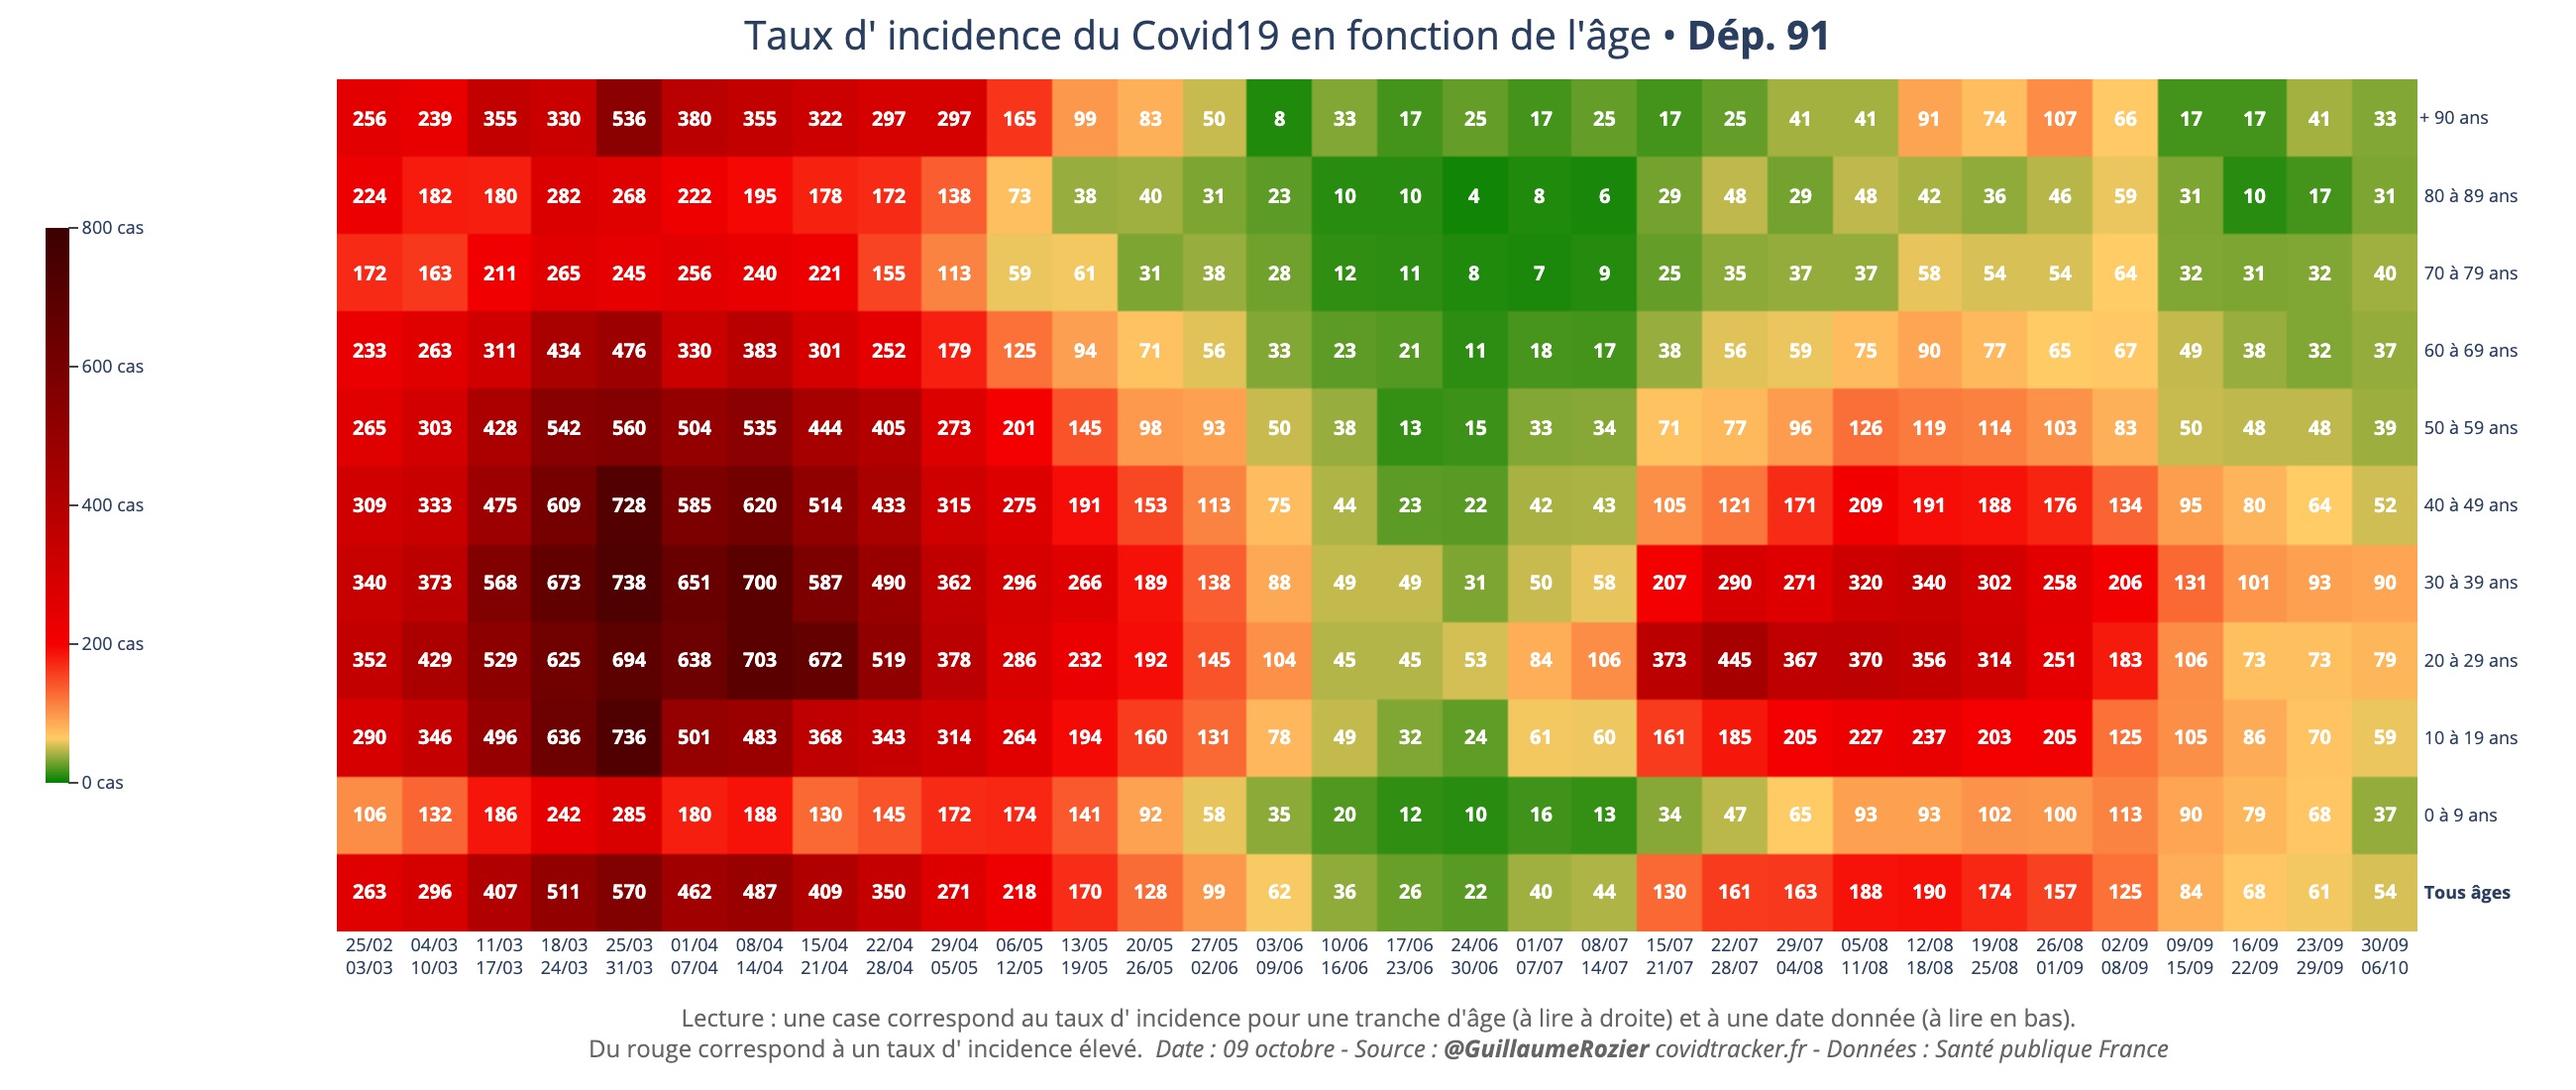 Taux d' incidence du Covid19 en fonction de l'âge • Dép. 91
256 239 355 330 536 380 355 322 297 297 165 99 83 50 8 33 17 25 17 25 17 25 41 41 91 74 107 66 17 17 41 33 + 90 ans
224 182 180 282 268 222 195 178 172 138 73 38 40 31 23 10 10 4 8 6 29 48 29 48 42 36 46 59 31 10 17 31 80 à 89 ans
800 cas
172 163 211 265 245 256 240 221 155 113 59 61 31 38 28 12 11 8 7 9 25 35 37 37 58 54 54 64 32 31 32 40 70 à 79 ans
233 263 311 434 476 330 383 301 252 179 125 94 71 56 33 23 21 11 18 17 38 56 59 75 90 77 65 67 49 38 32 37 60 à 69 ans
600 cas
265 303 428 542 560 504 535 444 405 273 201 145 98 93 50 38 13 15 33 34 71 77 96 126 119 114 103 83 50 48 48 39 50 à 59 ans
400 cas
309 333 475 609 728 585 620 514 433 315 275 191 153 113 75 44 23 22 42 43 105 121 171 209 191 188 176 134 95 80 64 52 40 à 49 ans
340 373 568 673 738 651 700 587 490 362 296 266 189 138 88 49 49 31 50 58 207 290 271 320 340 302 258 206 131 101 93 90 30 à 39 ans
200 cas
352 429 529 625 694 638 703 672 519 378 286 232 192 145 104 45 45 53 84 106 373 445 367 370 356 314 251 183 106 73 73 79 20 à 29 ans
290 346 496 636 736 501 483 368 343 314 264 194 160 131 78 49 32 24 61 60 161 185 205 227 237 203 205 125 105 86 70 59 10 à 19 ans
0 cas
106 132 186 242 285 180 188 130 145 172 174 141 92 58 35 20 12 10 16 13 34 47 65 93 93 102 100 113 90 79 68 37 0 à 9 ans
263 296 407 511 570 462 487 409 350 271 218 170 128 99 62 36 26 22 40 44 130 161 163 188 190 174 157 125 84 68 61 54 Tous âges
25/02 04/03 11/03 18/03 25/03 01/04 08/04 15/04 22/04 29/04 06/05 13/05 20/05 27/05 03/06 10/06 17/06 24/06 01/07 08/07 15/07 22/07 29/07 05/08 12/08 19/08 26/08 02/09 09/09 16/09 23/09 30/09
03/03 10/03 17/03 24/03 31/03 07/04 14/04 21/04 28/04 05/05 12/05 19/05 26/05 02/06 09/06 16/06 23/06 30/06 07/07 14/07 21/07 28/07 04/08 11/08 18/08 25/08 01/09 08/09 15/09 22/09 29/09 06/10
Lecture : une case correspond au taux d' incidence pour une tranche d'âge (à lire à droite) et à une date donnée (à lire en bas).
Du rouge correspond à un taux d' incidence élevé. Date : 09 octobre - Source : @GuillaumeRozier covidtracker.fr - Données : Santé publique France